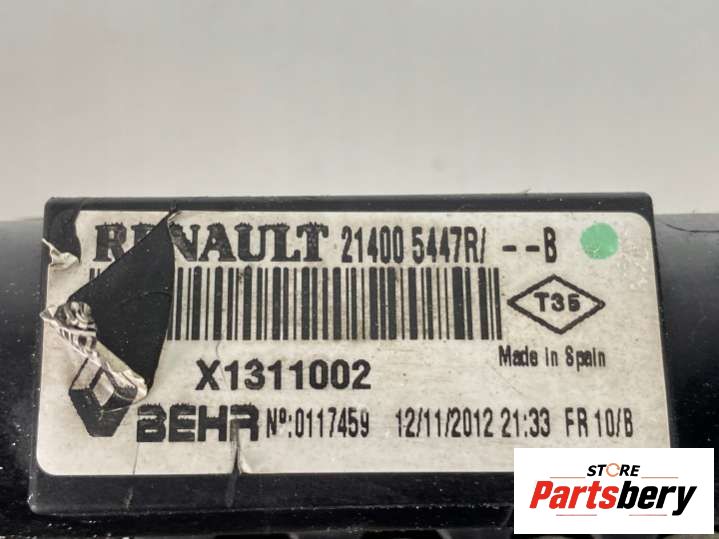 RENAULT 21400 5447R/ --B
T35
Made in Spain
X1311002
BEHR Nº:0117459 12/11/2012 21:33 FR 10/B
STORE
Partsbery